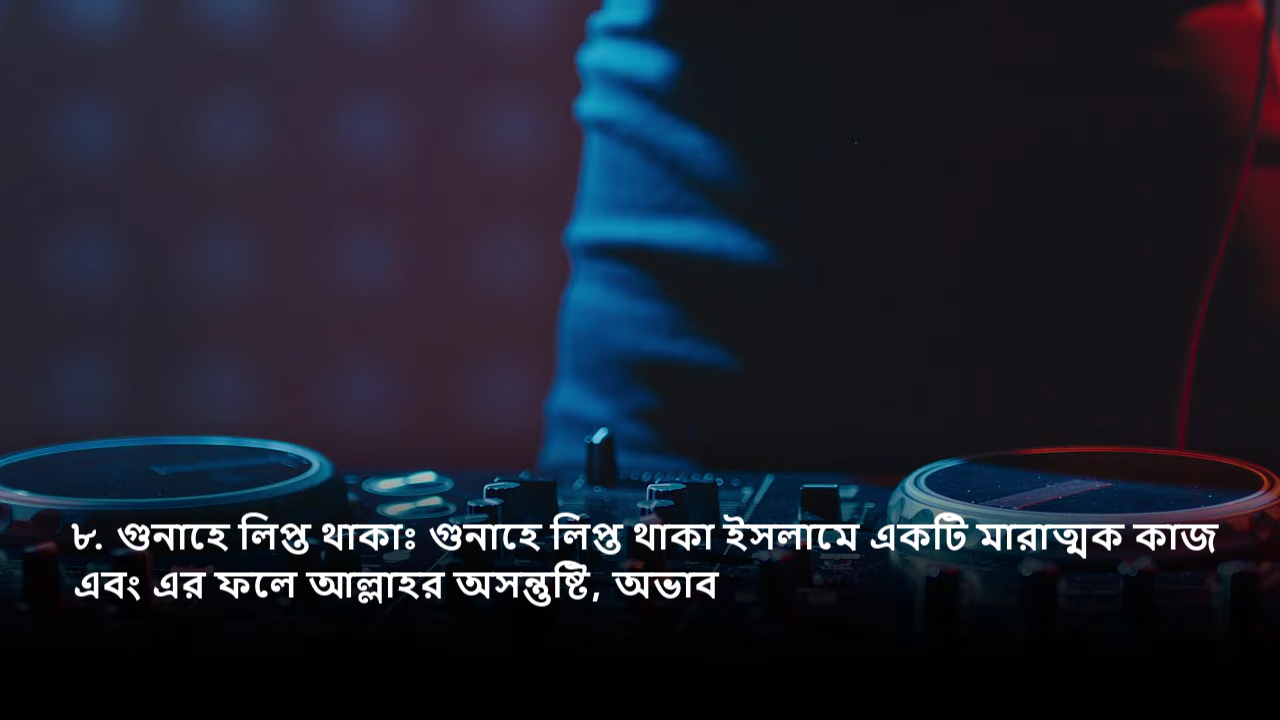 ৮. গুনাহে লিপ্ত থাকাঃ গুনাহে লিপ্ত থাকা ইসলামে একটি মারাত্মক কাজ
এবং এর ফলে আল্লাহর অসন্তুষ্টি, অভাব